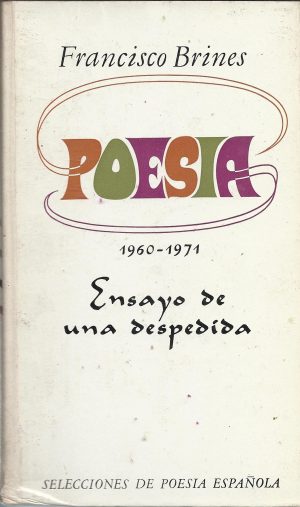 Francisco Brines
POESIA
1960-1971
Ensayo de
una despedida
SELECCIONES DE POESIA ESPAÑOLA